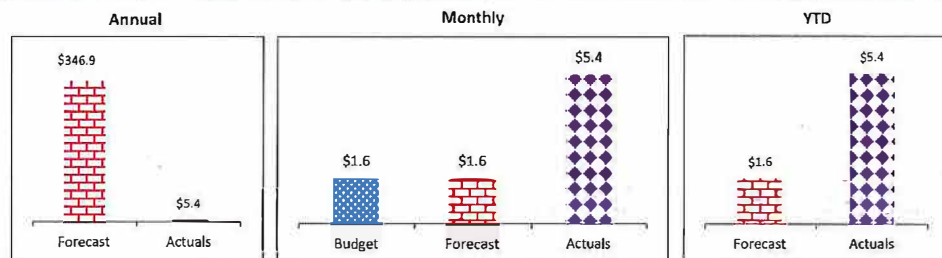 Annual
$346.9
$5.4
Forecast Actuals
Monthly
$1.6 $1.6 $5.4
Budget Forecast Actuals
YTD
$1.6 $5.4
Forecast Actuals